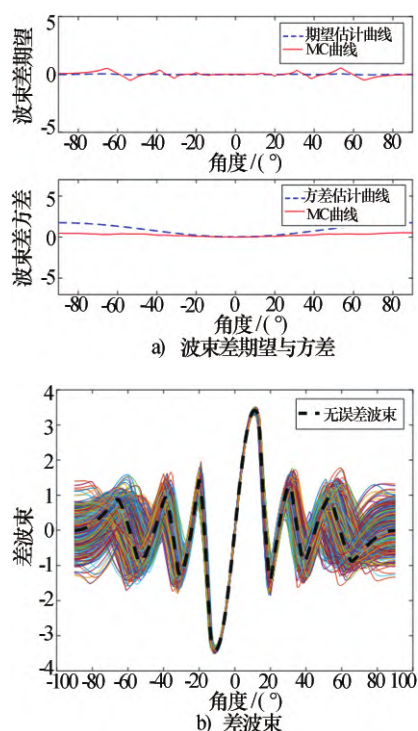 5
0
-5
波束差期望
期望估计曲线
MC曲线
-80 -60 -40 -20 0 20 40 60 80
角度/(°)
5
0
-5
波束差方差
方差估计曲线
MC曲线
-80 -60 -40 -20 0 20 40 60 80
角度/(°)
a) 波束差期望与方差
4
3
2
1
0
-1
-2
-3
-4
差波束
无误差波束
-100 -80 -60 -40 -20 0 20 40 60 80 100
角度/(°)
b) 差波束